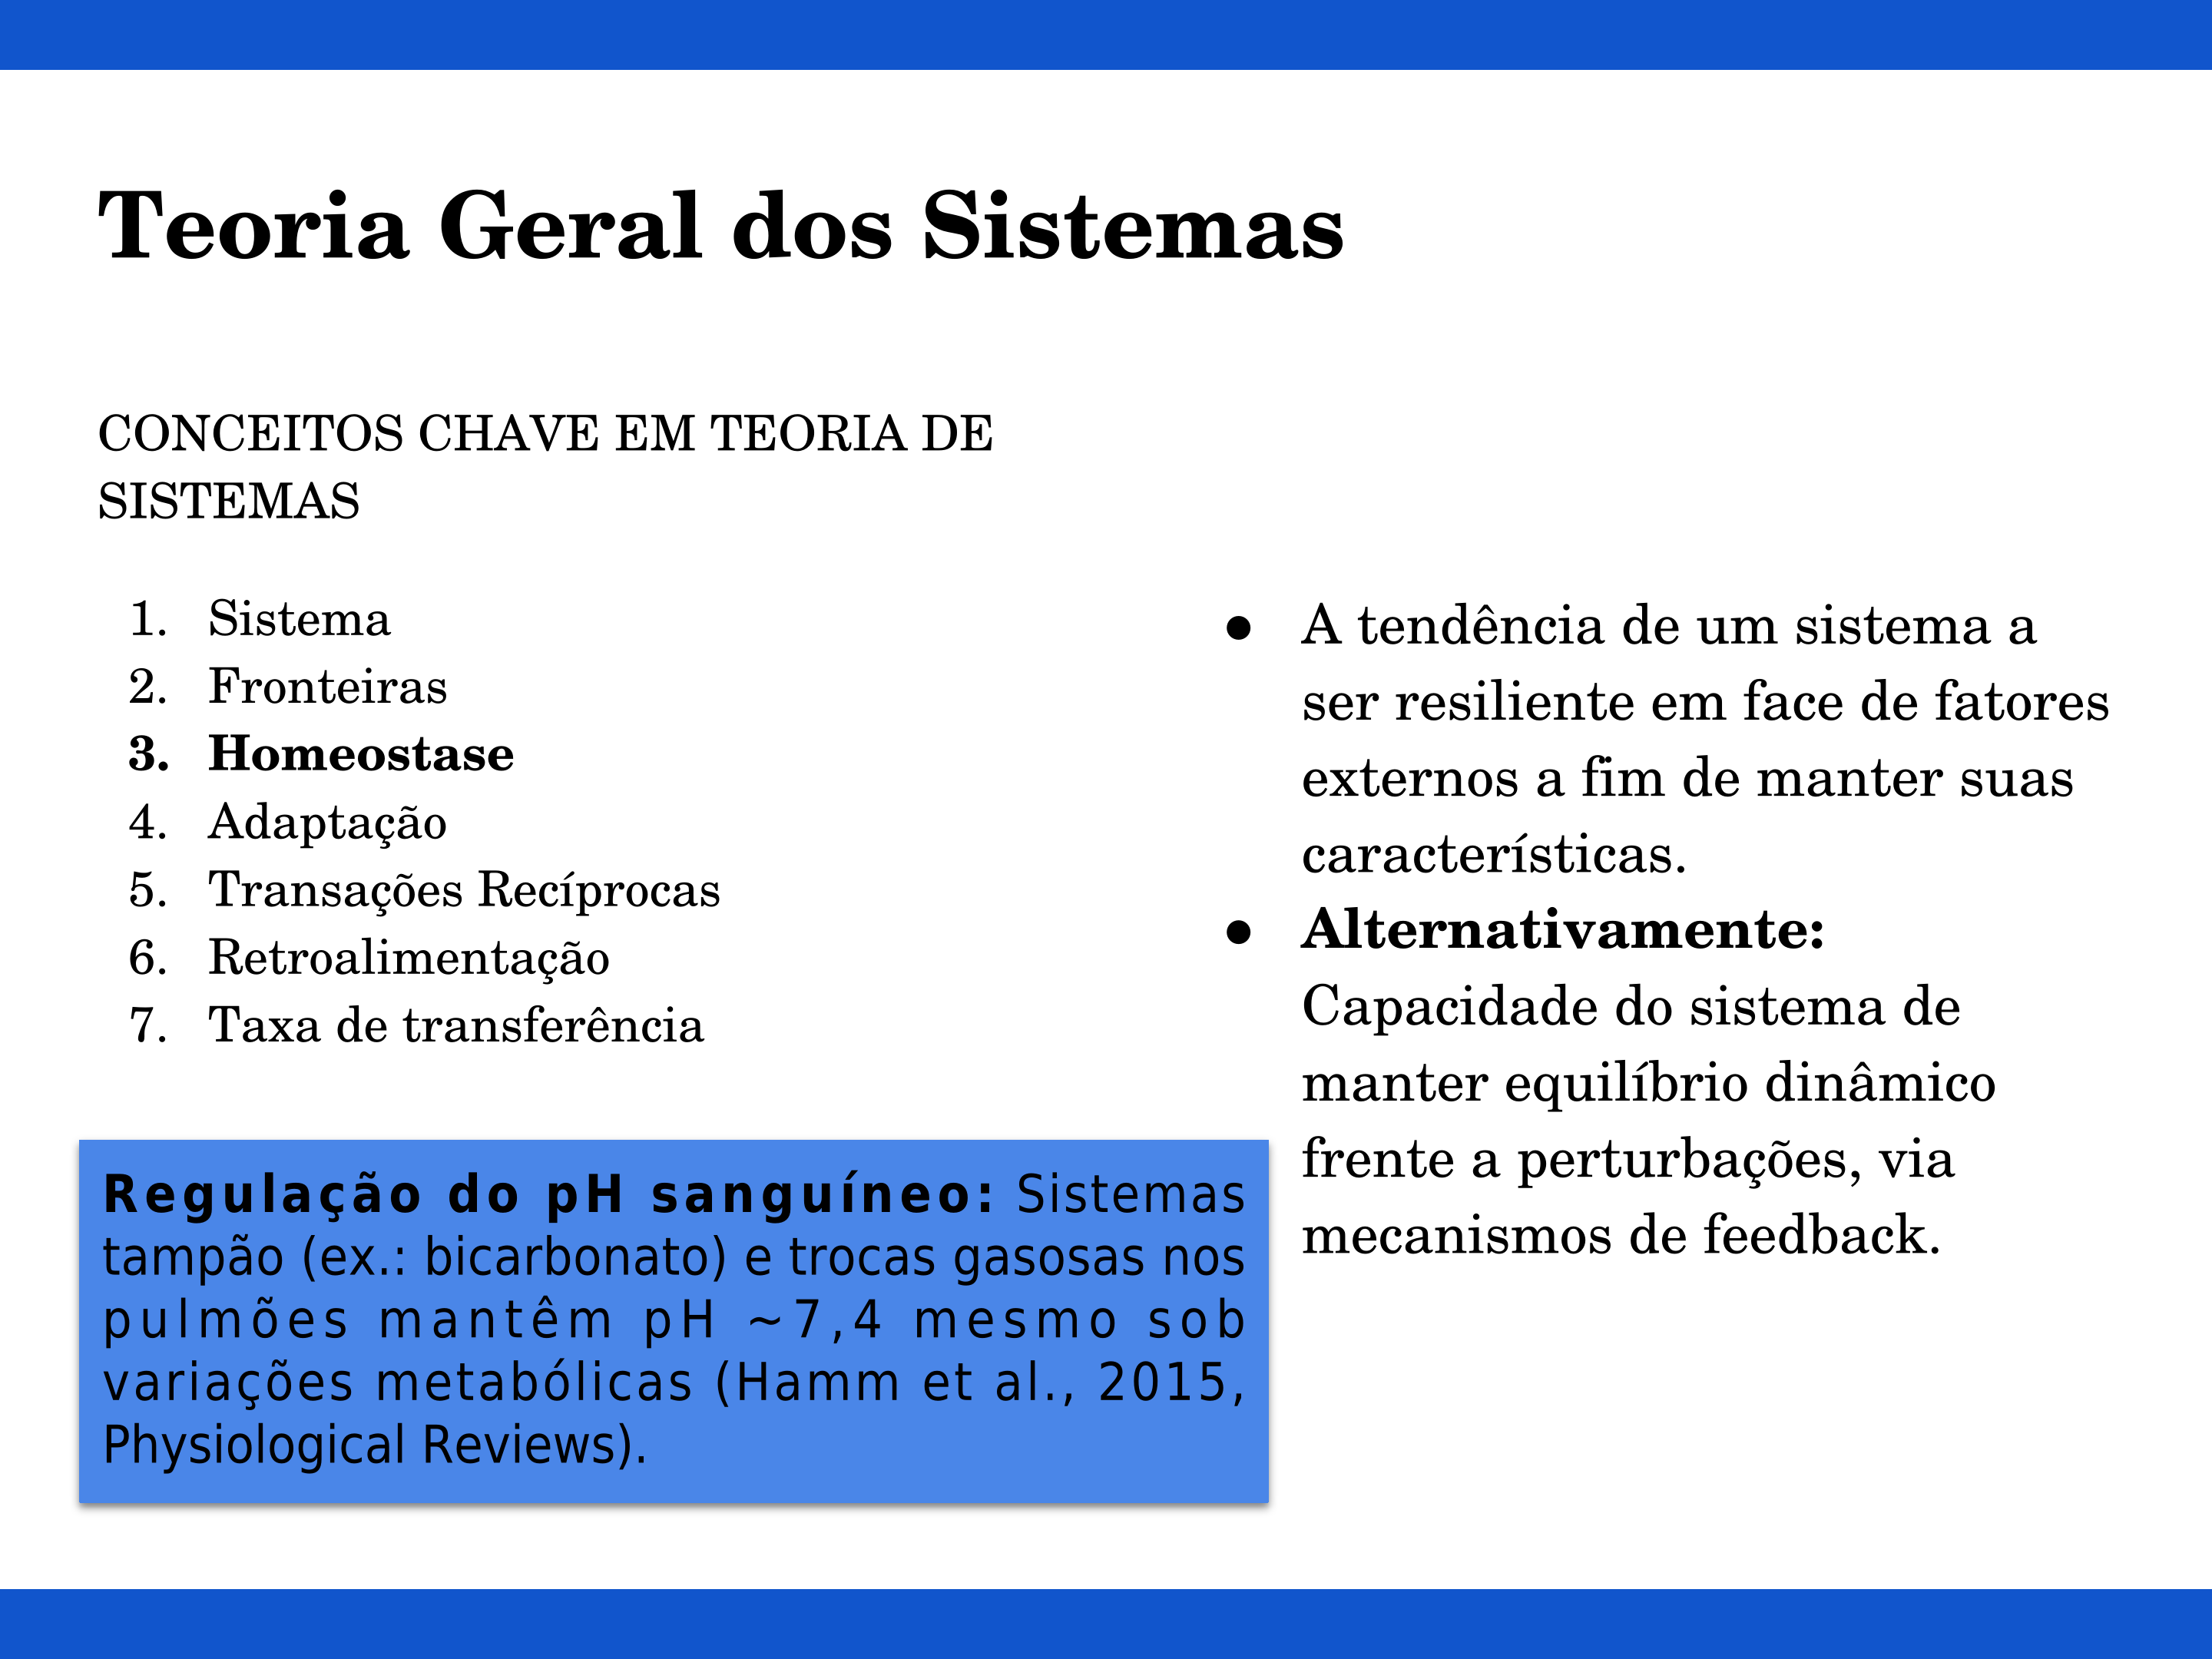 Teoria Geral dos Sistemas
CONCEITOS CHAVE EM TEORIA DE
SISTEMAS
1. Sistema
2. Fronteiras
3. Homeostase
4. Adaptação
5. Transações Recíprocas
6. Retroalimentação
7. Taxa de transferência
Regulação do pH sanguíneo: Sistemas
tampão (ex.: bicarbonato) e trocas gasosas nos
pulmões mantêm pH ~7,4 mesmo sob
variações metabólicas (Hamm et al., 2015,
Physiological Reviews).
● A tendência de um sistema a
ser resiliente em face de fatores
externos a fim de manter suas
características.
● Alternativamente:
Capacidade do sistema de
manter equilíbrio dinâmico
frente a perturbações, via
mecanismos de feedback.